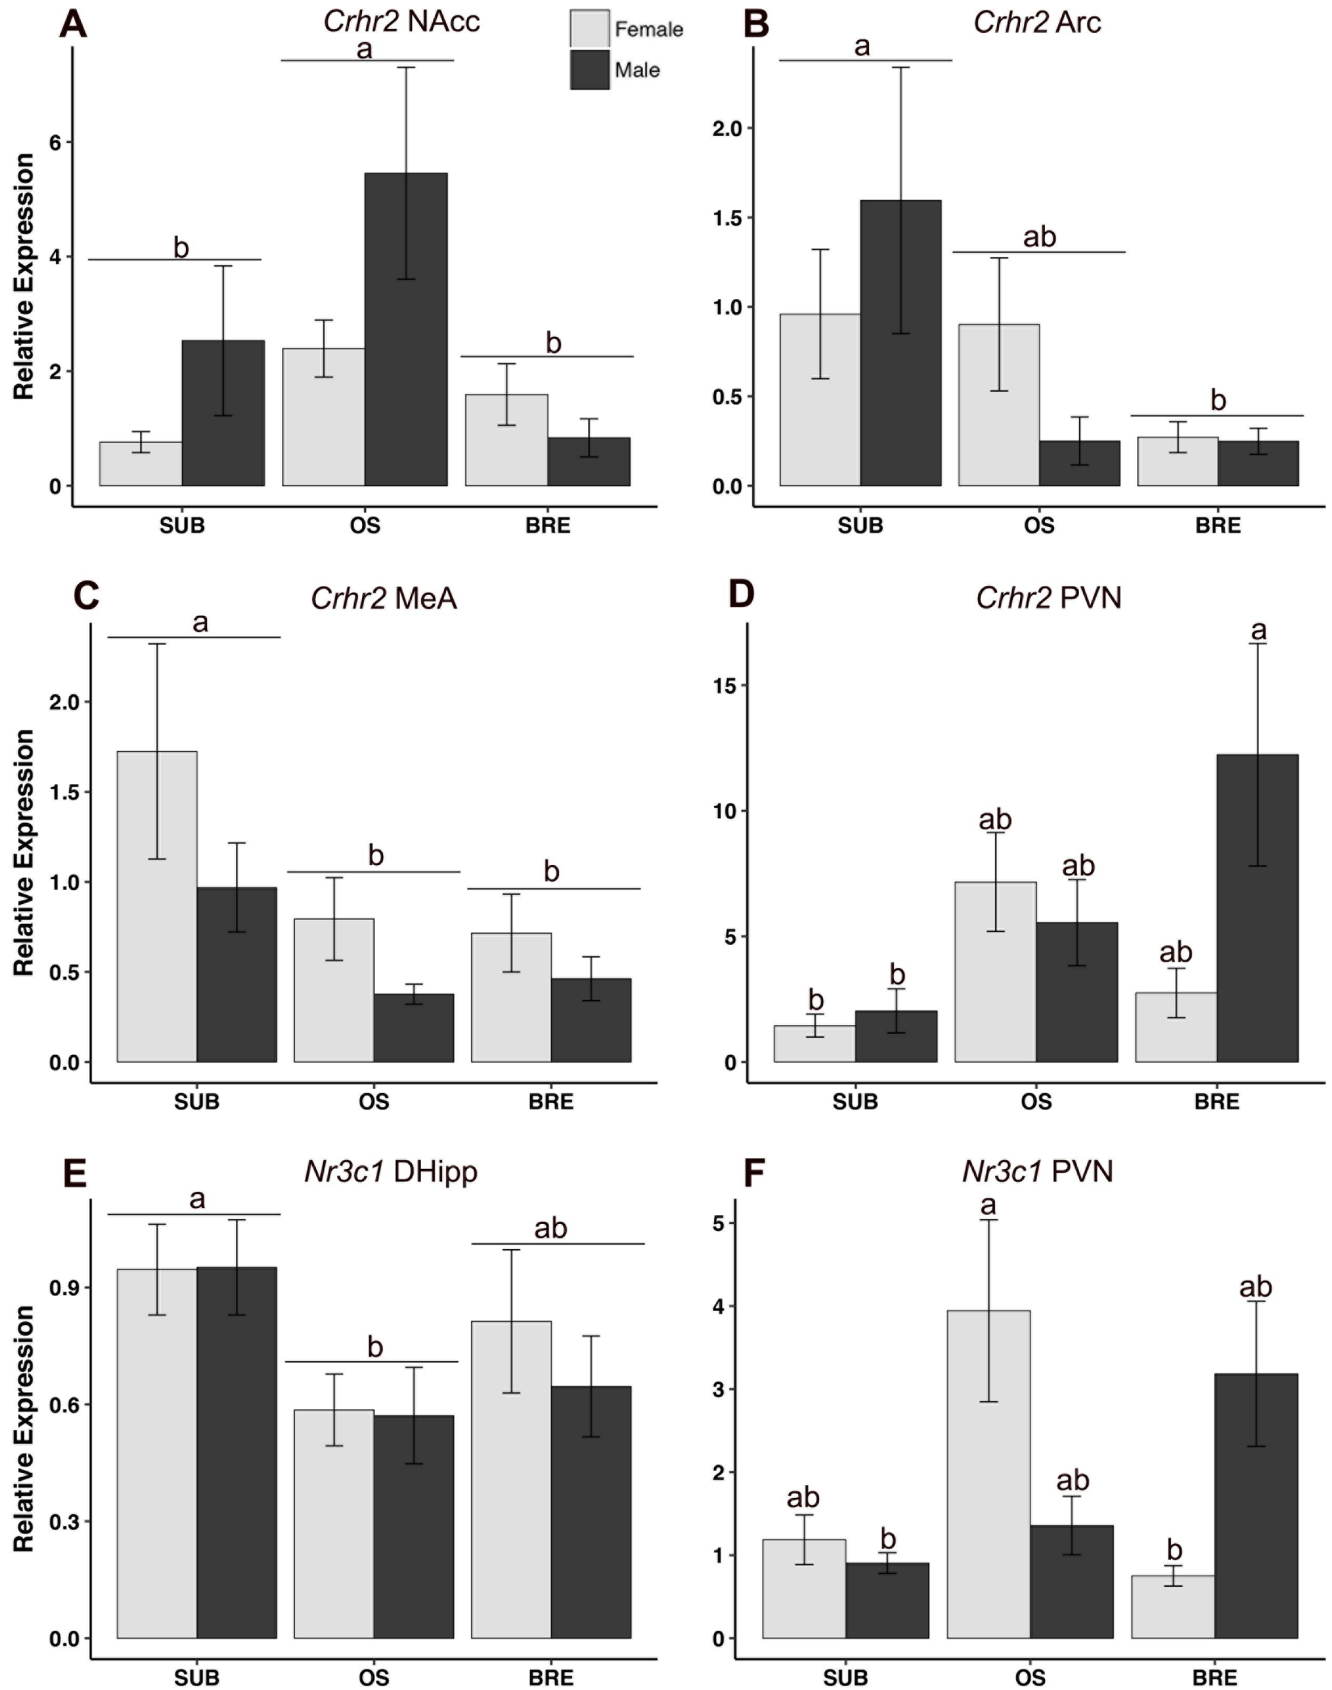 A
Crhr2 NAcc
Female
Male
a
b
b
Relative Expression
6
4
2
0
SUB
OS
BRE
B
Crhr2 Arc
a
ab
b
2.0
1.5
1.0
0.5
0.0
SUB
OS
BRE
C
Crhr2 MeA
a
b
b
Relative Expression
2.0
1.5
1.0
0.5
0.0
SUB
OS
BRE
D
Crhr2 PVN
a
ab
ab
ab
b
b
15
10
5
0
SUB
OS
BRE
E
Nr3c1 DHipp
a
ab
b
Relative Expression
0.9
0.6
0.3
0.0
SUB
OS
BRE
F
Nr3c1 PVN
a
ab
ab
ab
b
b
5
4
3
2
1
0
SUB
OS
BRE